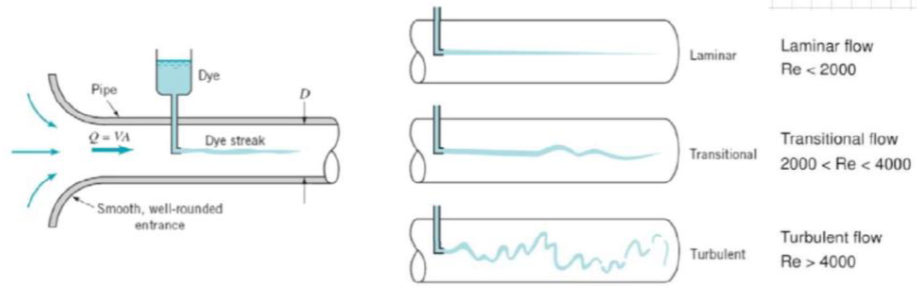 Dye
Pipe
D
Q = VA
Dye streak
Smooth, well-rounded
entrance
Laminar
Laminar flow
Re < 2000
Transitional
Transitional flow
2000 < Re < 4000
Turbulent
Turbulent flow
Re > 4000